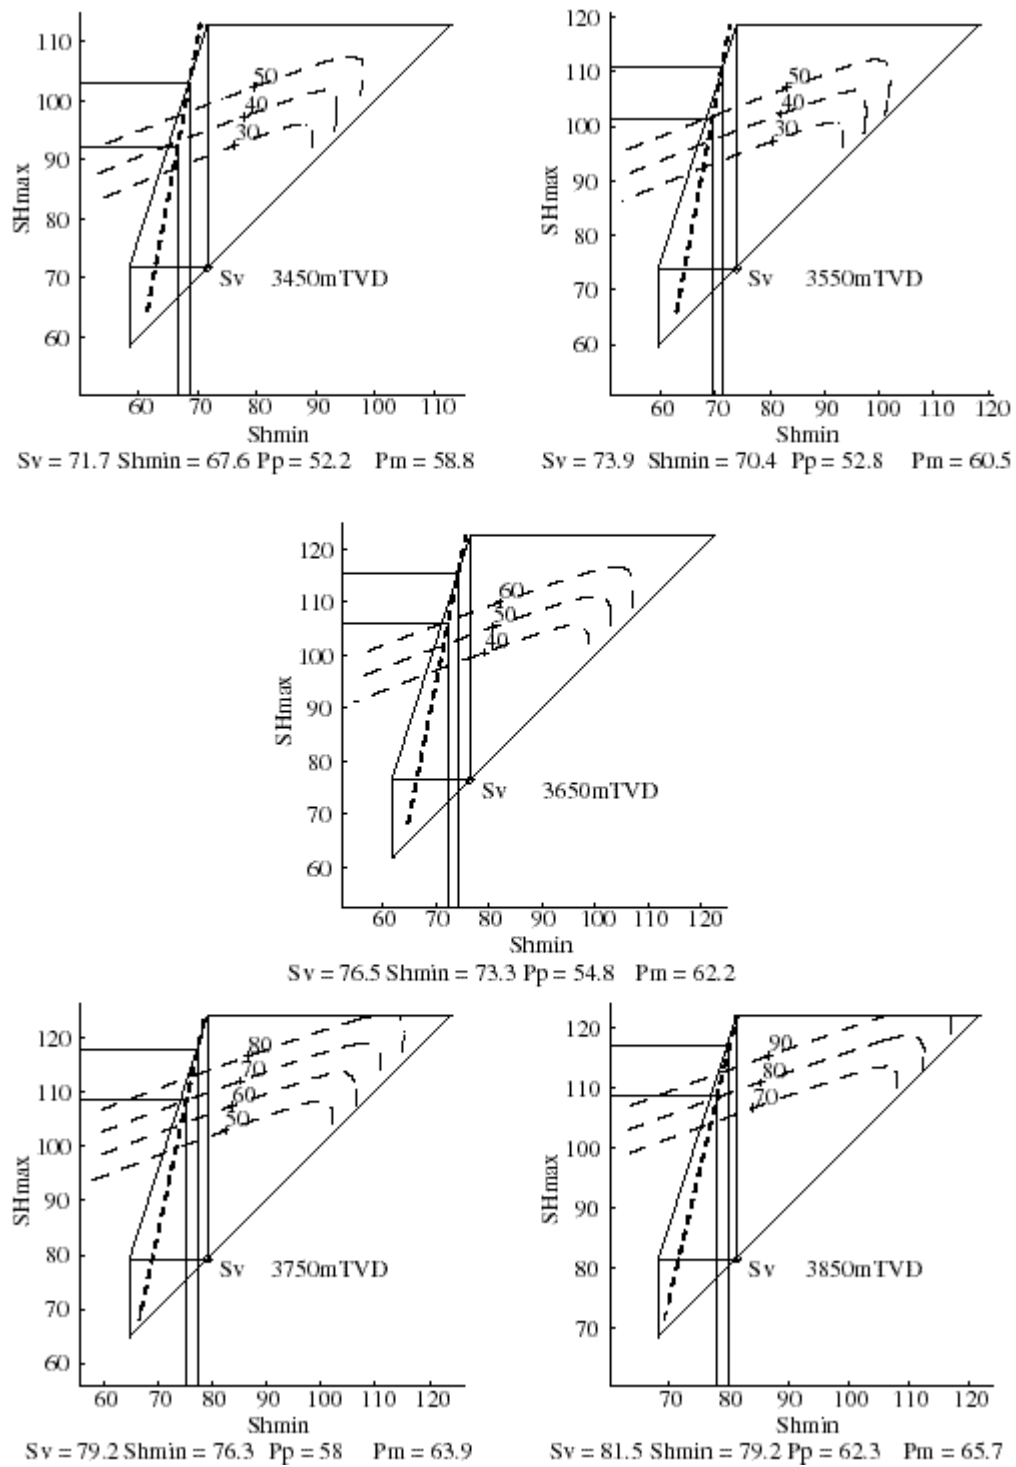 110
100
90
80
70
60
SHmax
50
40
30
Sv 3450mTVD
60 70 80 90 100 110
Shmin
Sv = 71.7 Shmin = 67.6 Pp = 52.2 Pm = 58.8
120
110
100
90
80
70
60
SHmax
50
40
30
Sv 3550mTVD
60 70 80 90 100 110 120
Shmin
Sv = 73.9 Shmin = 70.4 Pp = 52.8 Pm = 60.5
120
110
100
90
80
70
60
SHmax
60
50
40
Sv 3650mTVD
60 70 80 90 100 110 120
Shmin
Sv = 76.5 Shmin = 73.3 Pp = 54.8 Pm = 62.2
120
110
100
90
80
70
60
SHmax
80
70
60
50
Sv 3750mTVD
60 70 80 90 100 110 120
Shmin
Sv = 79.2 Shmin = 76.3 Pp = 58 Pm = 63.9
120
110
100
90
80
70
SHmax
90
80
70
Sv 3850mTVD
70 80 90 100 110 120
Shmin
Sv = 81.5 Shmin = 79.2 Pp = 62.3 Pm = 65.7